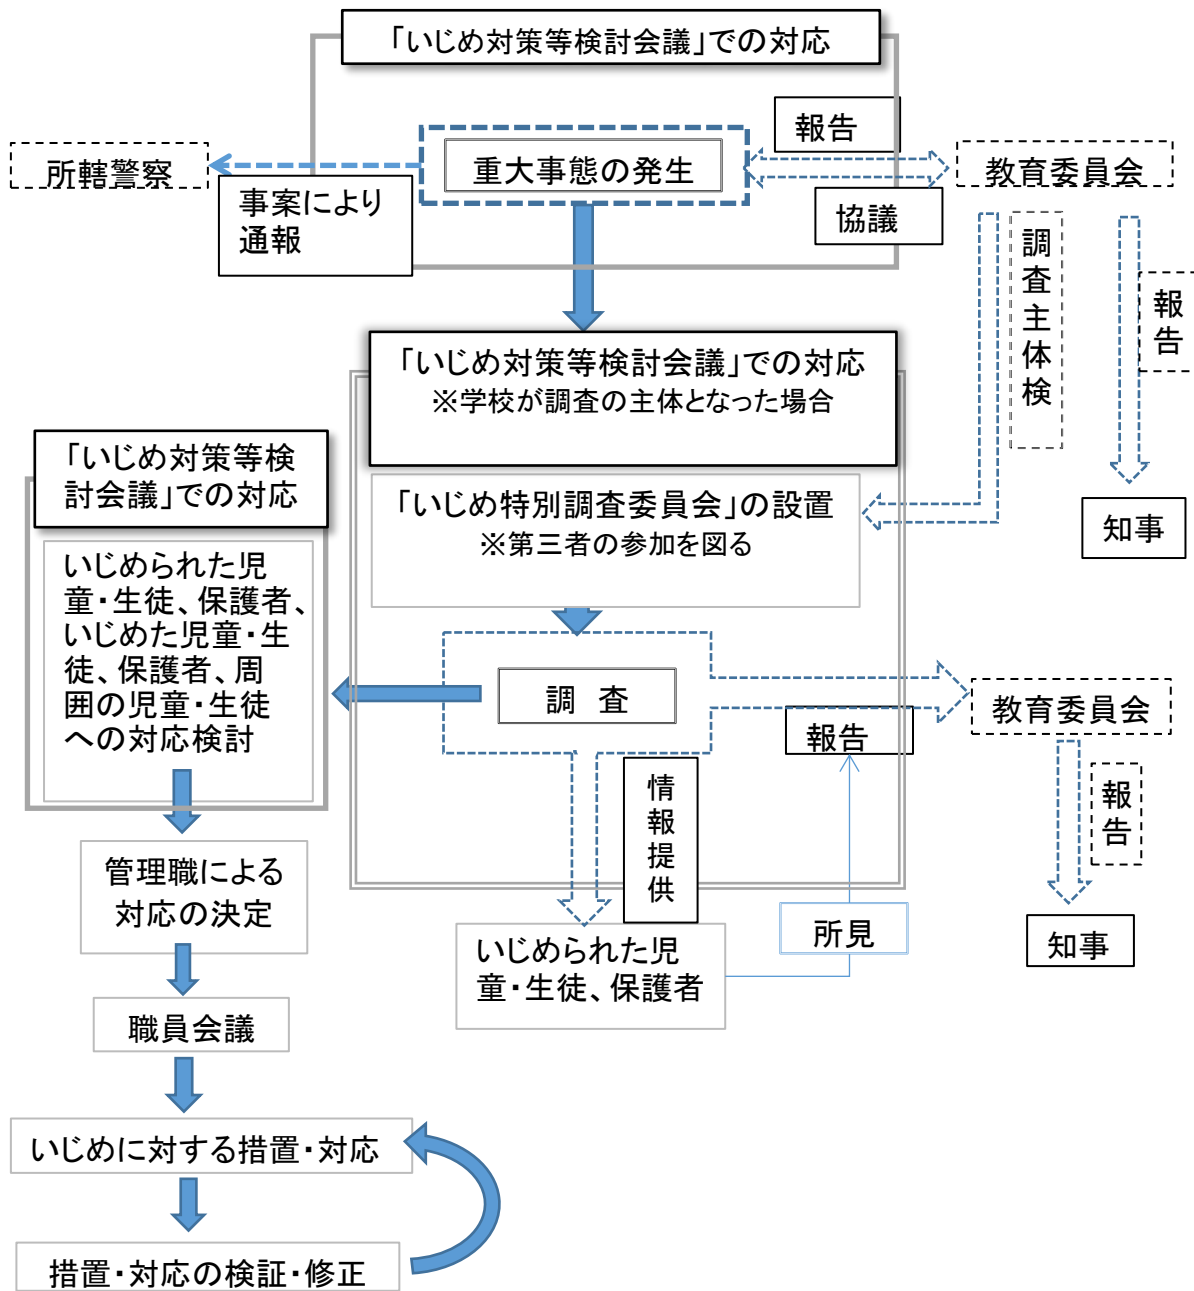 「いじめ対策等検討会議」での対応
報告
所轄警察
重大事態の発生
教育委員会
事案により
通報
協議
調
査
主
体
検
報
告
「いじめ対策等検討会議」での対応
※学校が調査の主体となった場合
「いじめ対策等検
討会議」での対応
「いじめ特別調査委員会」の設置
※第三者の参加を図る
知事
いじめられた児
童・生徒、保護者、
いじめた児童・生
徒、保護者、周
囲の児童・生徒
への対応検討
調 査
教育委員会
報告
情
報
提
供
報
告
管理職による
対応の決定
所見
知事
いじめられた児
童・生徒、保護者
職員会議
いじめに対する措置・対応
措置・対応の検証・修正